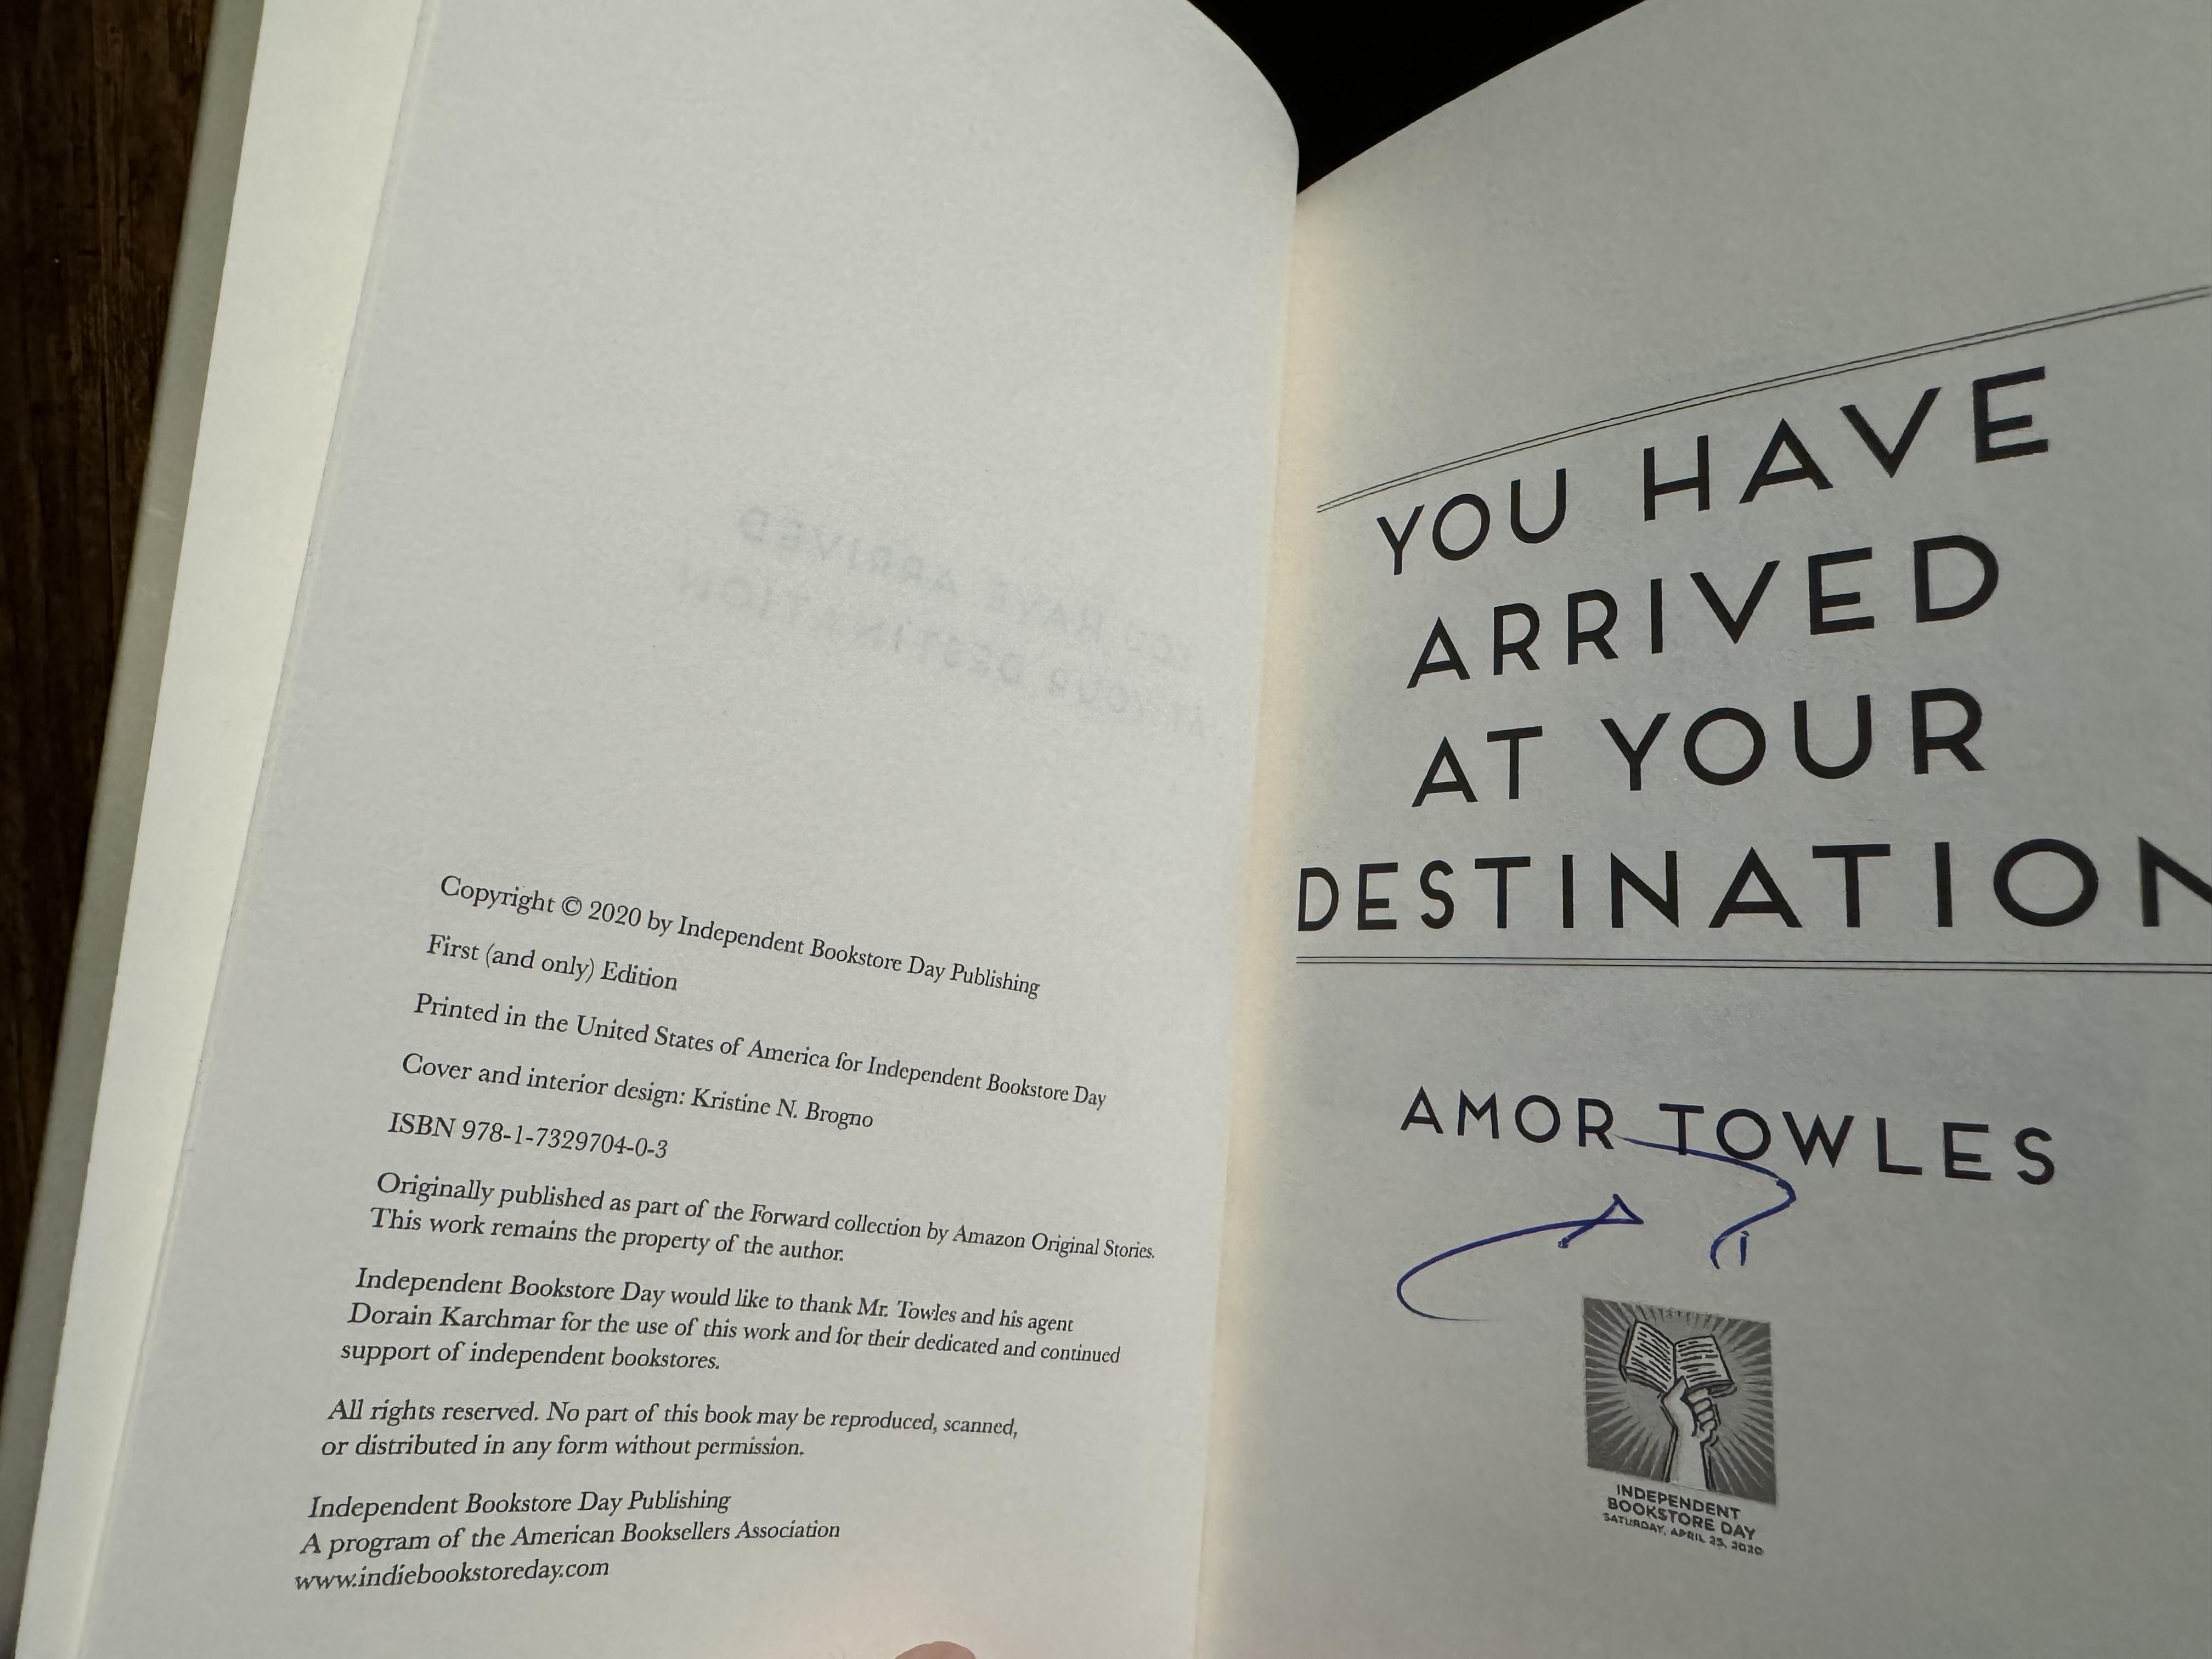 Copyright © 2020 by Independent Bookstore Day Publishing
First (and only) Edition
Printed in the United States of America for Independent Bookstore Day
Cover and interior design: Kristine N. Brogno
ISBN 978-1-7329704-0-3
Originally published as part of the Forward collection by Amazon Original Stories.
This work remains the property of the author.
Independent Bookstore Day would like to thank Mr. Towles and his agent
Dorain Karchmar for the use of this work and for their dedicated and continued
support of independent bookstores.
All rights reserved. No part of this book may be reproduced, scanned,
or distributed in any form without permission.
Independent Bookstore Day Publishing
A program of the American Booksellers Association
www.indiebookstoreday.com
YOU HAVE
ARRIVED
AT YOUR
DESTINATION
AMOR TOWLES
INDEPENDENT
BOOKSTORE DAY
SATURDAY, APRIL 25, 2020